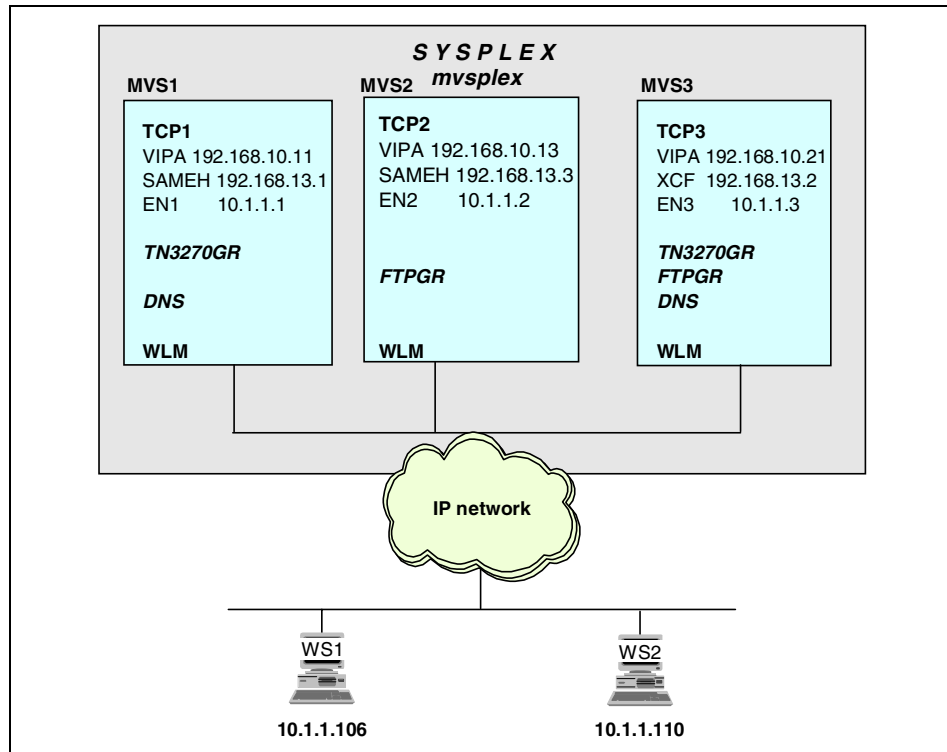 S Y S P L E X
mvsplex
MVS1
TCP1
VIPA 192.168.10.11
SAMEH 192.168.13.1
EN1 10.1.1.1
TN3270GR
DNS
WLM
MVS2
TCP2
VIPA 192.168.10.13
SAMEH 192.168.13.3
EN2 10.1.1.2
FTPGR
WLM
MVS3
TCP3
VIPA 192.168.10.21
XCF 192.168.13.2
EN3 10.1.1.3
TN3270GR
FTPGR
DNS
WLM
IP network
WS1
10.1.1.106
WS2
10.1.1.110